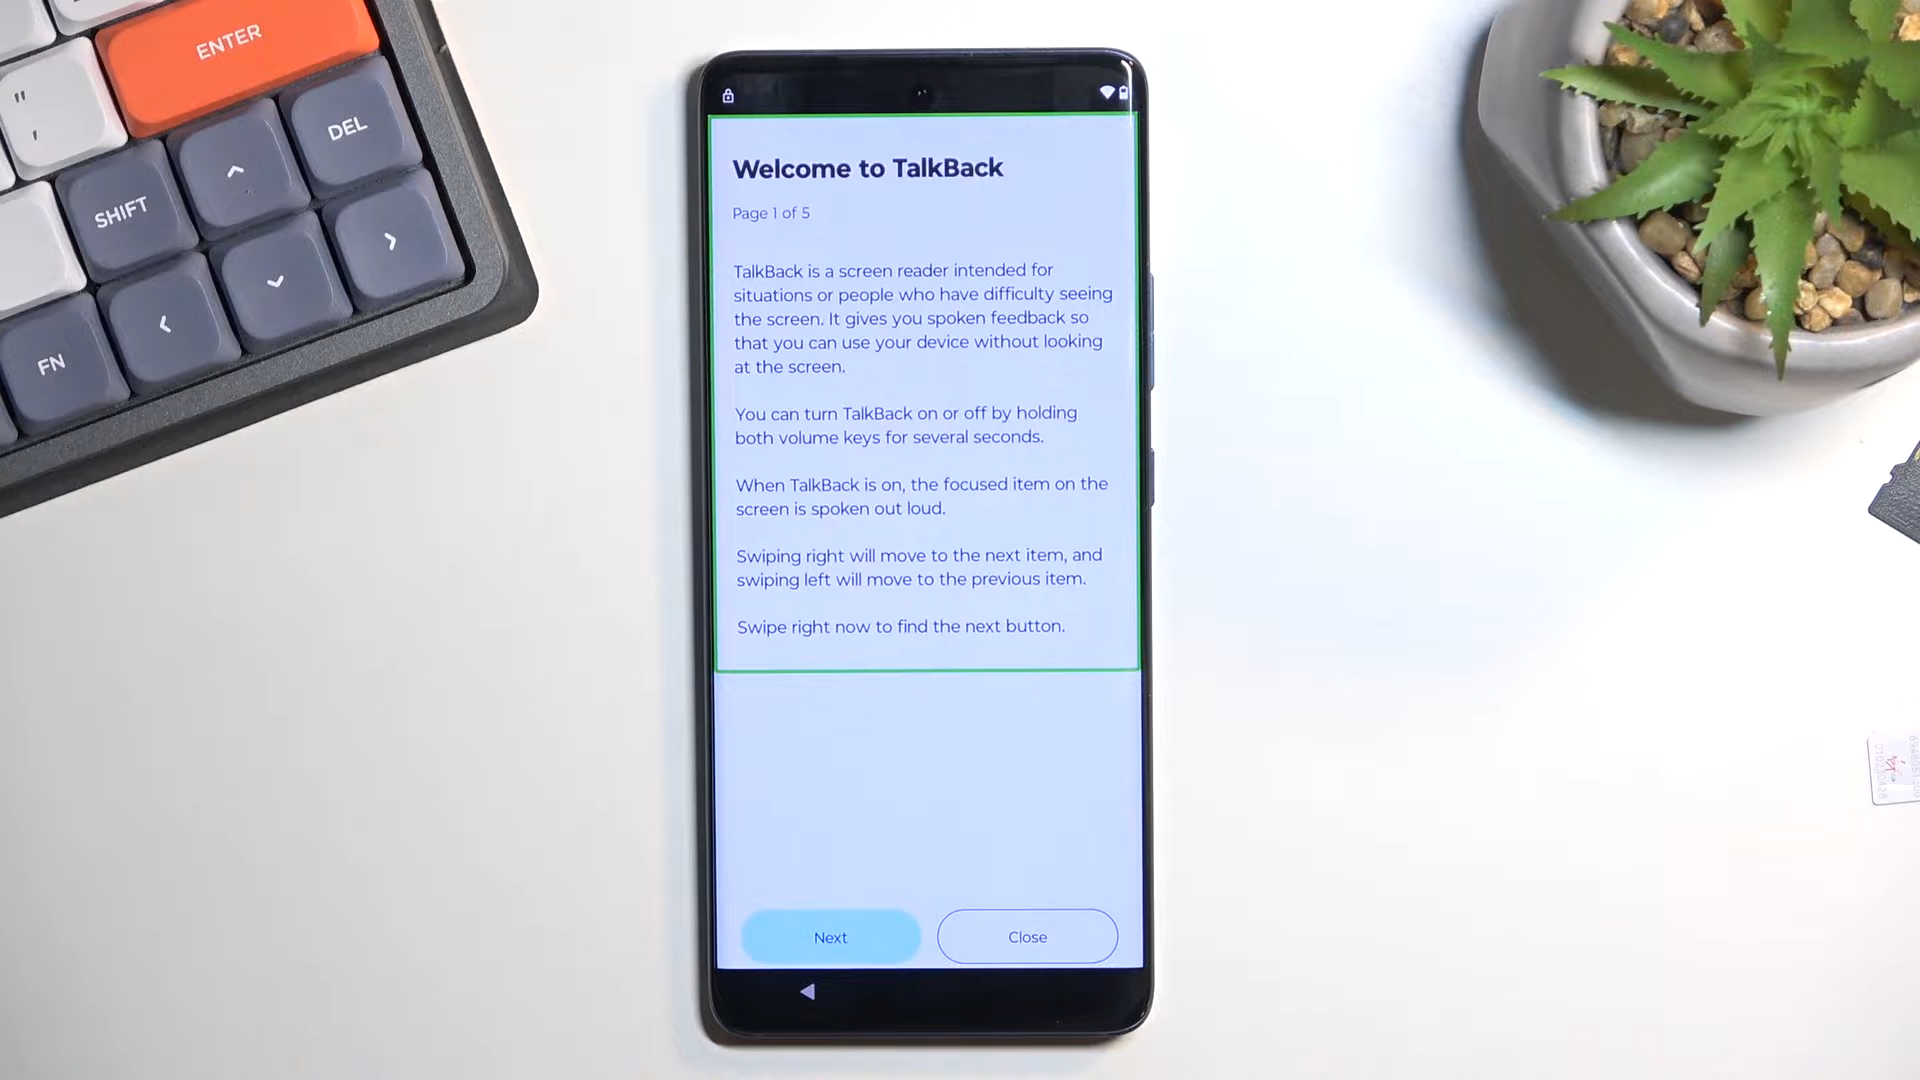 ENTER
"
,
DEL
SHIFT
FN
Welcome to TalkBack
Page 1 of 5
TalkBack is a screen reader intended for
situations or people who have difficulty seeing
the screen. It gives you spoken feedback so
that you can use your device without looking
at the screen.
You can turn TalkBack on or off by holding
both volume keys for several seconds.
When TalkBack is on, the focused item on the
screen is spoken out loud.
Swiping right will move to the next item, and
swiping left will move to the previous item.
Swipe right now to find the next button.
Next
Close